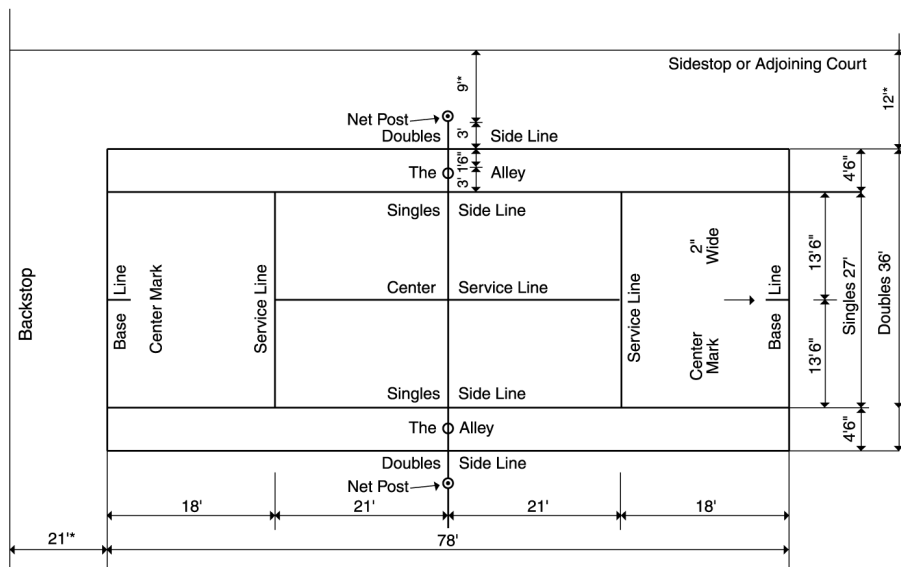 Sidestop or Adjoining Court
9'*
12'*
Net Post
3'
Doubles Side Line
1'6"
The Alley
3'
4'6"
Singles Side Line
Backstop
Base Line
Center Mark
Service Line
Center Service Line
Service Line
2" Wide
Center
Mark
Base Line
13'6"
13'6"
Singles 27'
Doubles 36'
Singles Side Line
The Alley
4'6"
Doubles Side Line
Net Post
18'
21'
21'
18'
21'*
78'